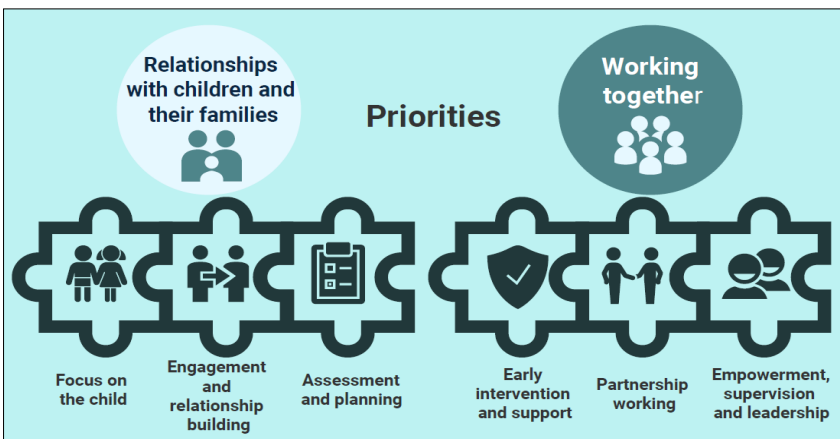 Relationships
with children and
their families
Priorities
Working
together
Focus on
the child
Engagement
and
relationship
building
Assessment
and planning
Early
intervention
and support
Partnership
working
Empowerment,
supervision
and leadership